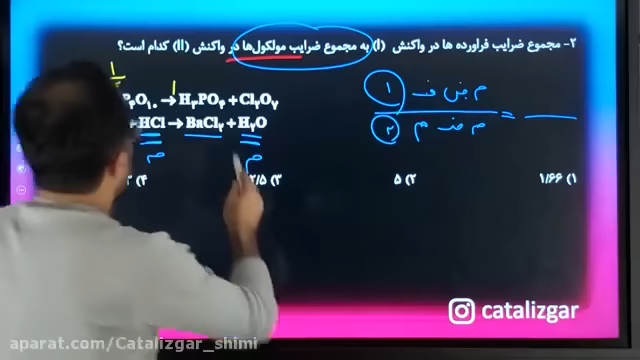 ۲- مجموع ضرایب فراورده ها در واکنش (I) به مجموع ضرایب مولکول‌ها در واکنش (II) کدام است؟
۱ ۱ م ض ف
P۴O۱۰ → H۳PO۴ + Cl۲O۷
۲ م ض م =
+ HCl → BaCl۲ + H۲O
م م
۱) ۱/۶۶ ۲) ۵ ۳) ۲/۵ ۴)
catalizgar
aparat.com/Catalizgar_shimi